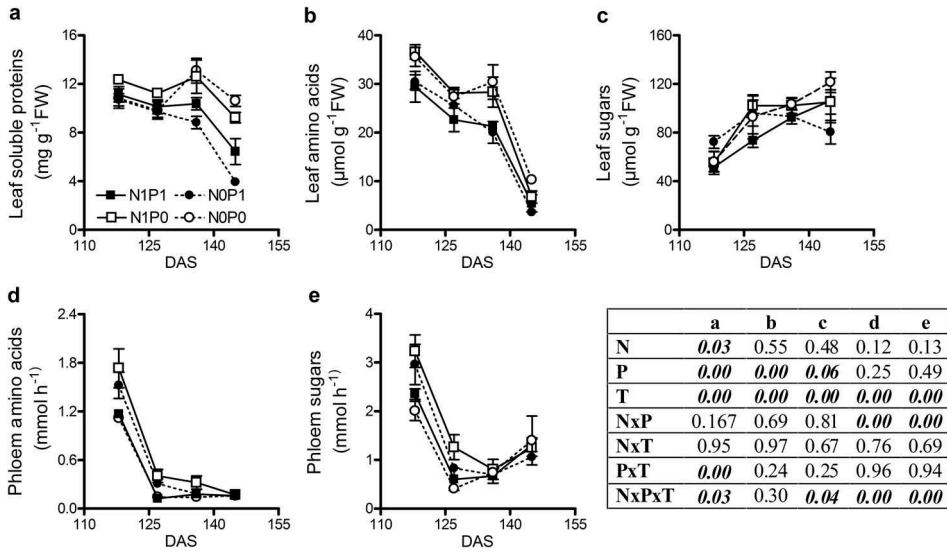 a
Leaf soluble proteins
(mg g⁻¹FW)
16
12
8
4
0
N1P1
N0P1
N1P0
N0P0
110
125
140
155
DAS
b
Leaf amino acids
(µmol g⁻¹FW)
40
30
20
10
0
110
125
140
155
DAS
c
Leaf sugars
(µmol g⁻¹FW)
160
120
80
40
0
110
125
140
155
DAS
d
Phloem amino acids
(mmol h⁻¹)
2.4
1.8
1.2
0.6
0.0
110
125
140
155
DAS
e
Phloem sugars
(mmol h⁻¹)
4
3
2
1
0
110
125
140
155
DAS
a b c d e
N 0.03 0.55 0.48 0.12 0.13
P 0.00 0.00 0.06 0.25 0.49
T 0.00 0.00 0.00 0.00 0.00
NxP 0.167 0.69 0.81 0.00 0.00
NxT 0.95 0.97 0.67 0.76 0.69
PxT 0.00 0.24 0.25 0.96 0.94
NxPxT 0.03 0.30 0.04 0.00 0.00